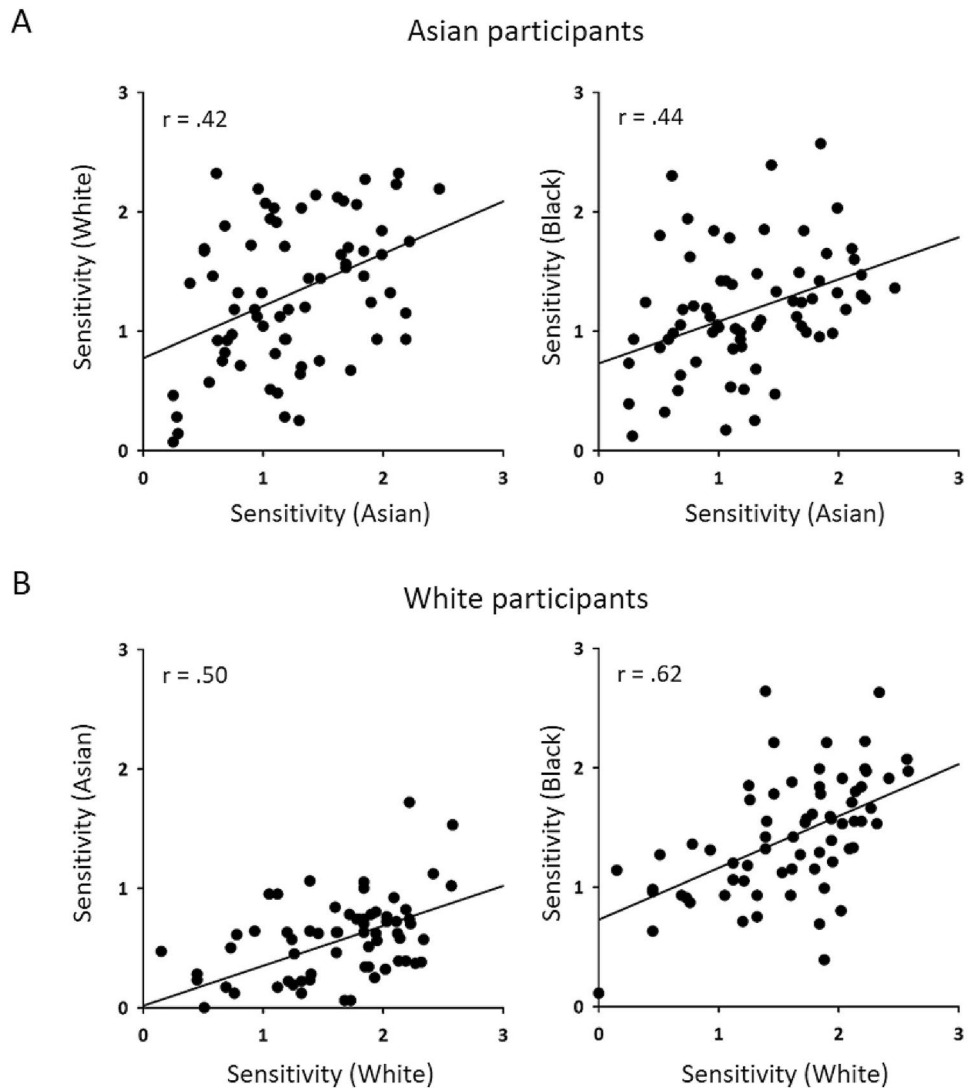 A
Asian participants
r = .42
Sensitivity (White)
3
2
1
0
0 1 2 3
Sensitivity (Asian)
r = .44
Sensitivity (Black)
3
2
1
0
0 1 2 3
Sensitivity (Asian)
B
White participants
r = .50
Sensitivity (Asian)
3
2
1
0
0 1 2 3
Sensitivity (White)
r = .62
Sensitivity (Black)
3
2
1
0
0 1 2 3
Sensitivity (White)